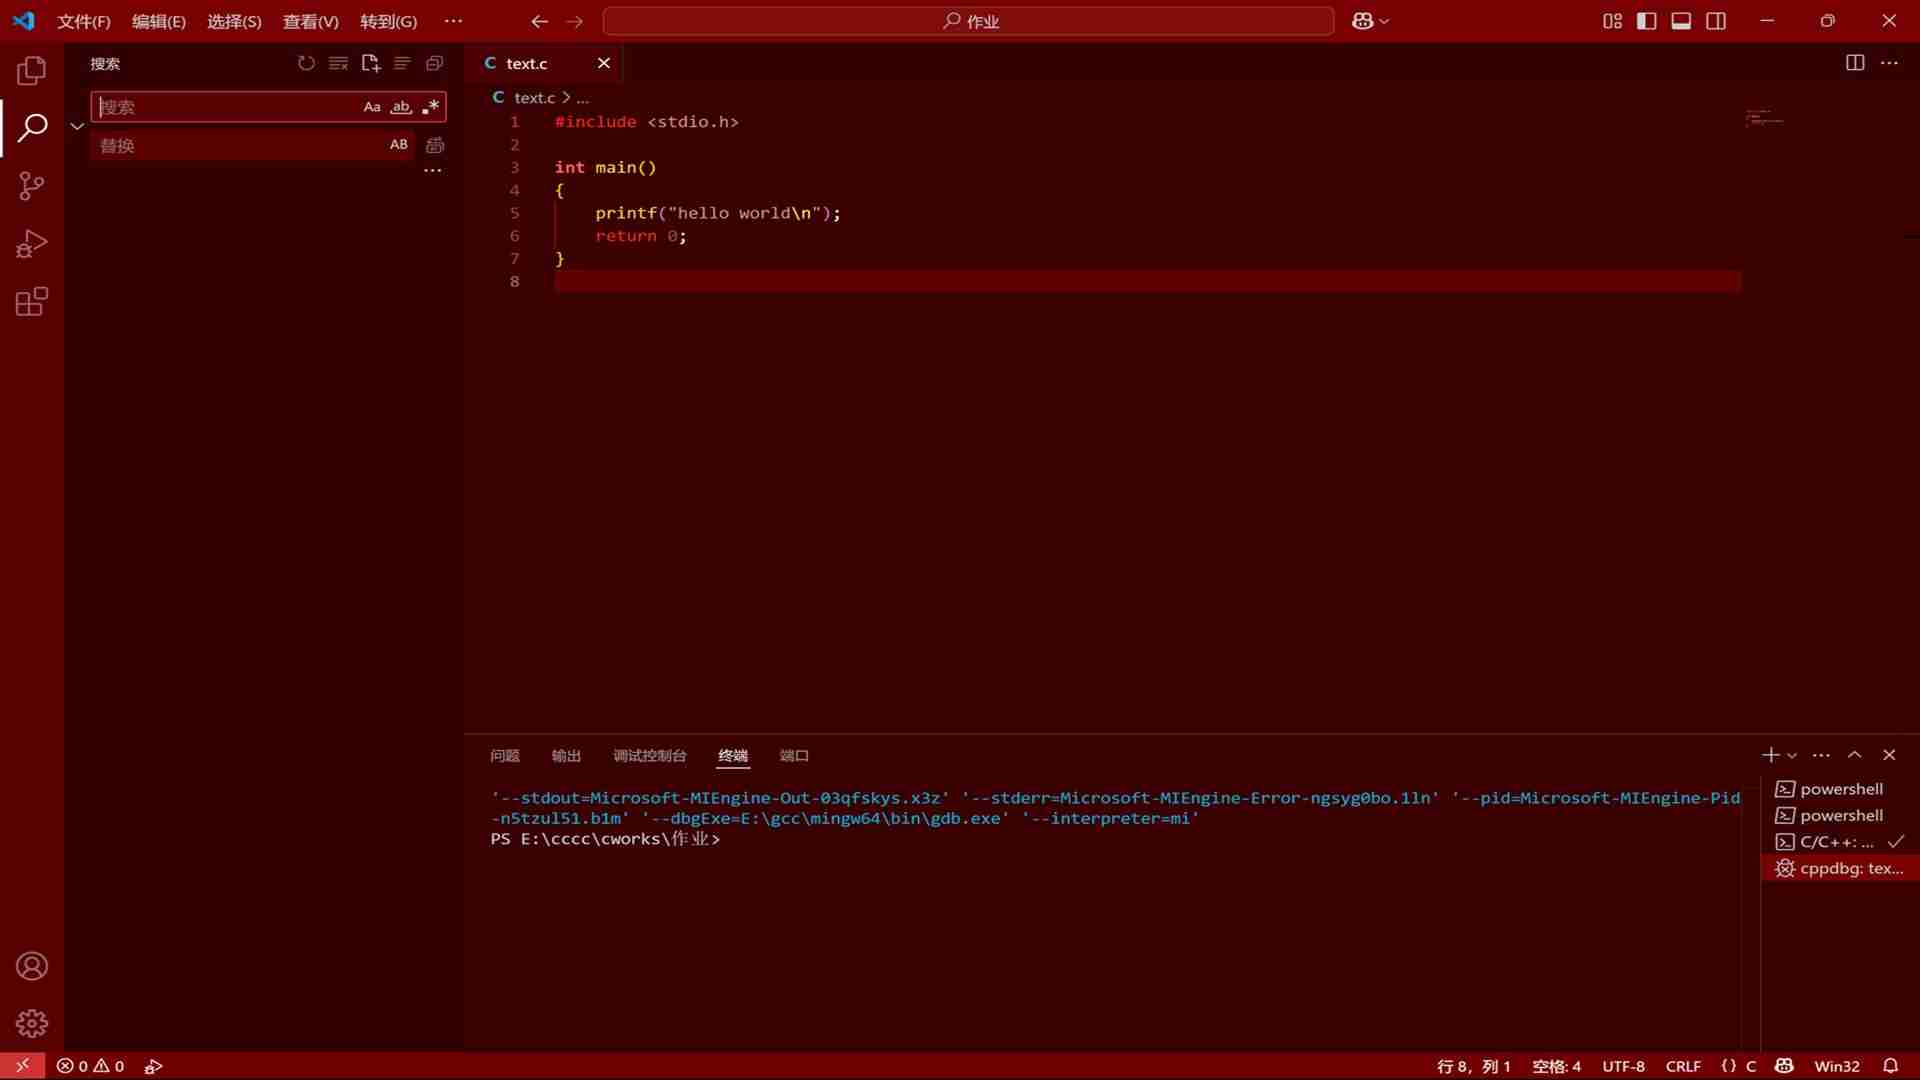 文件(F) 编辑(E) 选择(S) 查看(V) 转到(G) ··· 作业
搜索
搜索 Aa ab .*
替换 AB
···
C text.c
C text.c > ...
1 #include <stdio.h>
2
3 int main()
4 {
5 printf("hello world\n");
6 return 0;
7 }
8
问题 输出 调试控制台 终端 端口
'--stdout=Microsoft-MIEngine-Out-03qfskys.x3z' '--stderr=Microsoft-MIEngine-Error-ngsyg0bo.1ln' '--pid=Microsoft-MIEngine-Pid
-n5tzul51.b1m' '--dbgExe=E:\gcc\mingw64\bin\gdb.exe' '--interpreter=mi'
PS E:\cccc\cworks\作业>
powershell
powershell
C/C++: ...
cppdbg: tex...
0 0 行 8，列 1 空格: 4 UTF-8 CRLF {} C Win32